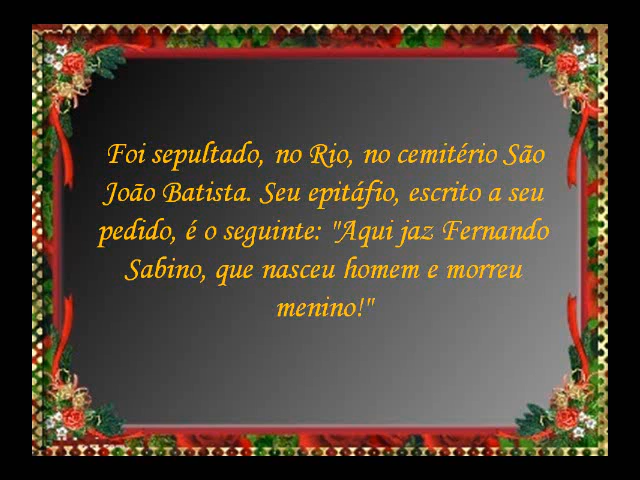 Foi sepultado, no Rio, no cemitério São
João Batista. Seu epitáfio, escrito a seu
pedido, é o seguinte: "Aqui jaz Fernando
Sabino, que nasceu homem e morreu
menino!"